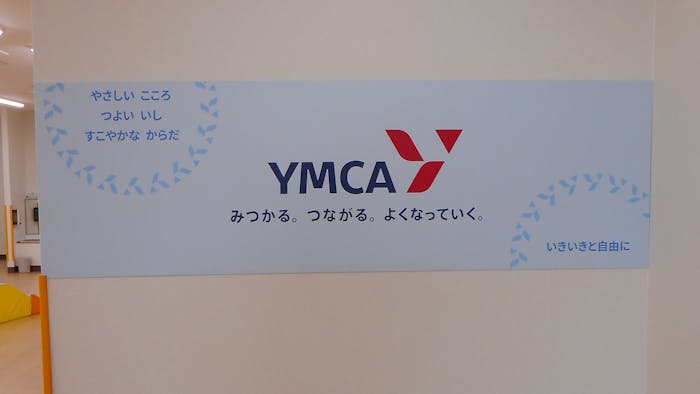 やさしい こころ
つよい いし
すこやかな からだ
YMCA
みつかる。つながる。よくなっていく。
いきいきと自由に